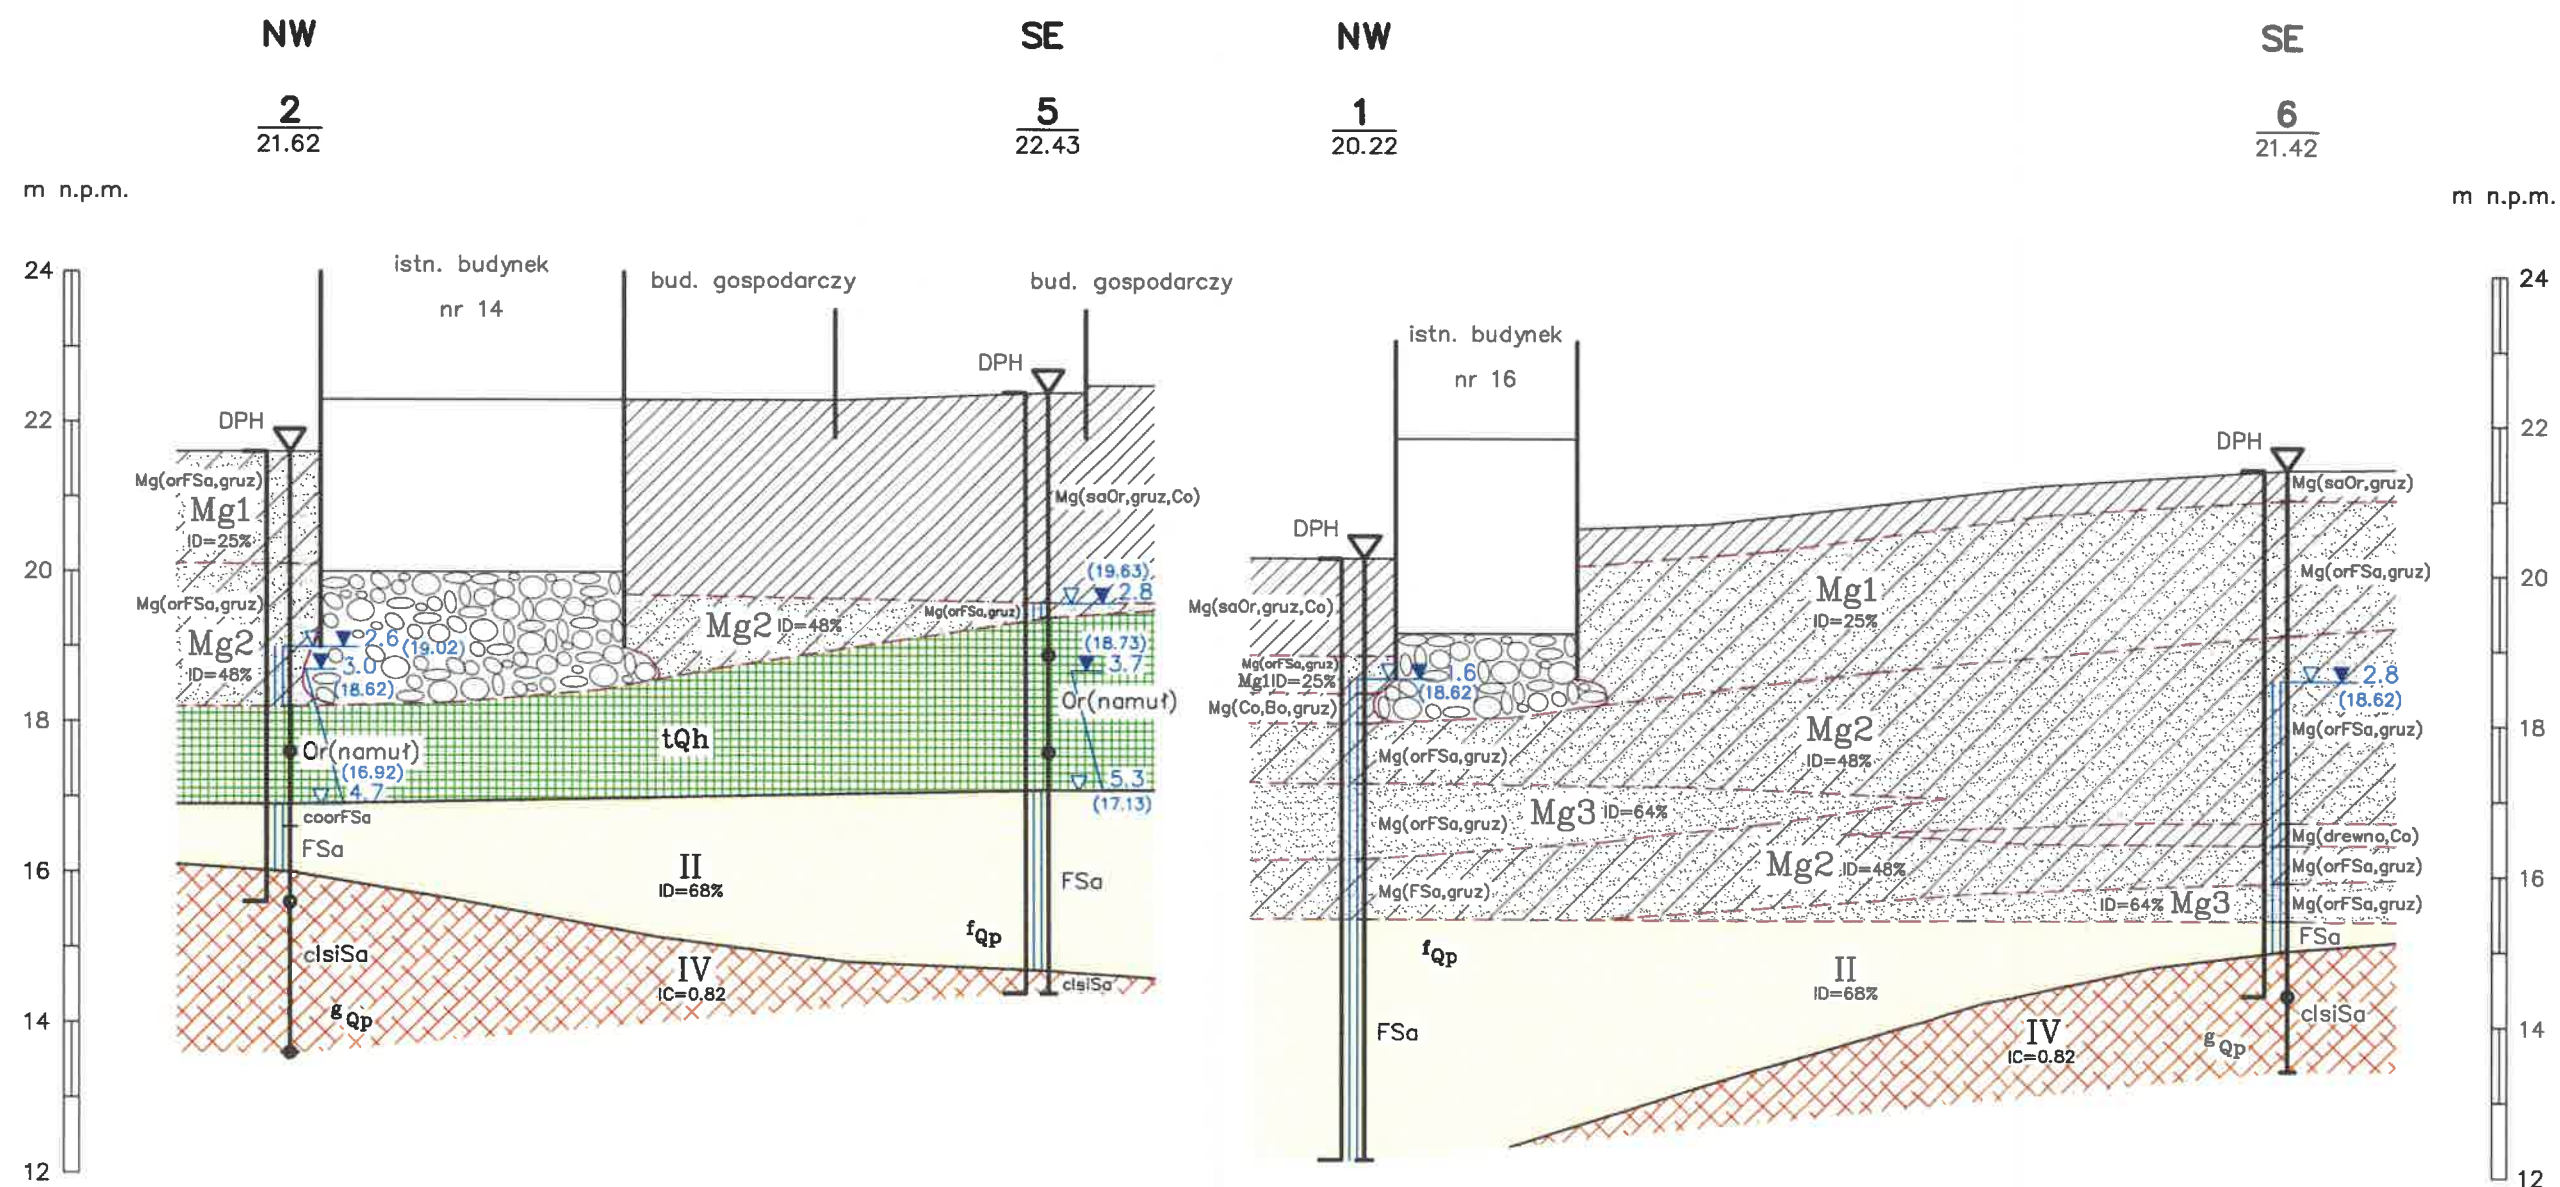 NW
SE
NW
SE
2
21.62
5
22.43
1
20.22
6
21.42
m n.p.m.
m n.p.m.
24
22
20
18
16
14
12
istn. budynek
nr 14
bud. gospodarczy
bud. gospodarczy
DPH
DPH
Mg(orFSa,gruz)
Mg1
ID=25%
Mg(orFSa,gruz)
Mg2
ID=48%
2.6
(19.02)
3.0
(18.62)
Or(namuł)
(16.92)
4.7
coorFSa
FSa
clsiSa
gQp
Mg2 ID=48%
Mg(orFSa,gruz)
tQh
II
ID=68%
IV
IC=0.82
fQp
Mg(saOr,gruz,Co)
(19.63)
2.8
(18.73)
3.7
Or(namuł)
5.3
(17.13)
FSa
clsiSa
istn. budynek
nr 16
DPH
DPH
Mg(saOr,gruz,Co)
Mg(orFSa,gruz)
Mg1 ID=25%
Mg(Co,Bo,gruz)
1.6
(18.62)
Mg(orFSa,gruz)
Mg(orFSa,gruz)
Mg(FSa,gruz)
fQp
FSa
Mg1
ID=25%
Mg2
ID=48%
Mg3 ID=64%
Mg2 ID=48%
ID=64% Mg3
II
ID=68%
IV
IC=0.82
gQp
Mg(saOr,gruz)
Mg(orFSa,gruz)
2.8
(18.62)
Mg(orFSa,gruz)
Mg(drewno,Co)
Mg(orFSa,gruz)
Mg(orFSa,gruz)
FSa
clsiSa
24
22
20
18
16
14
12